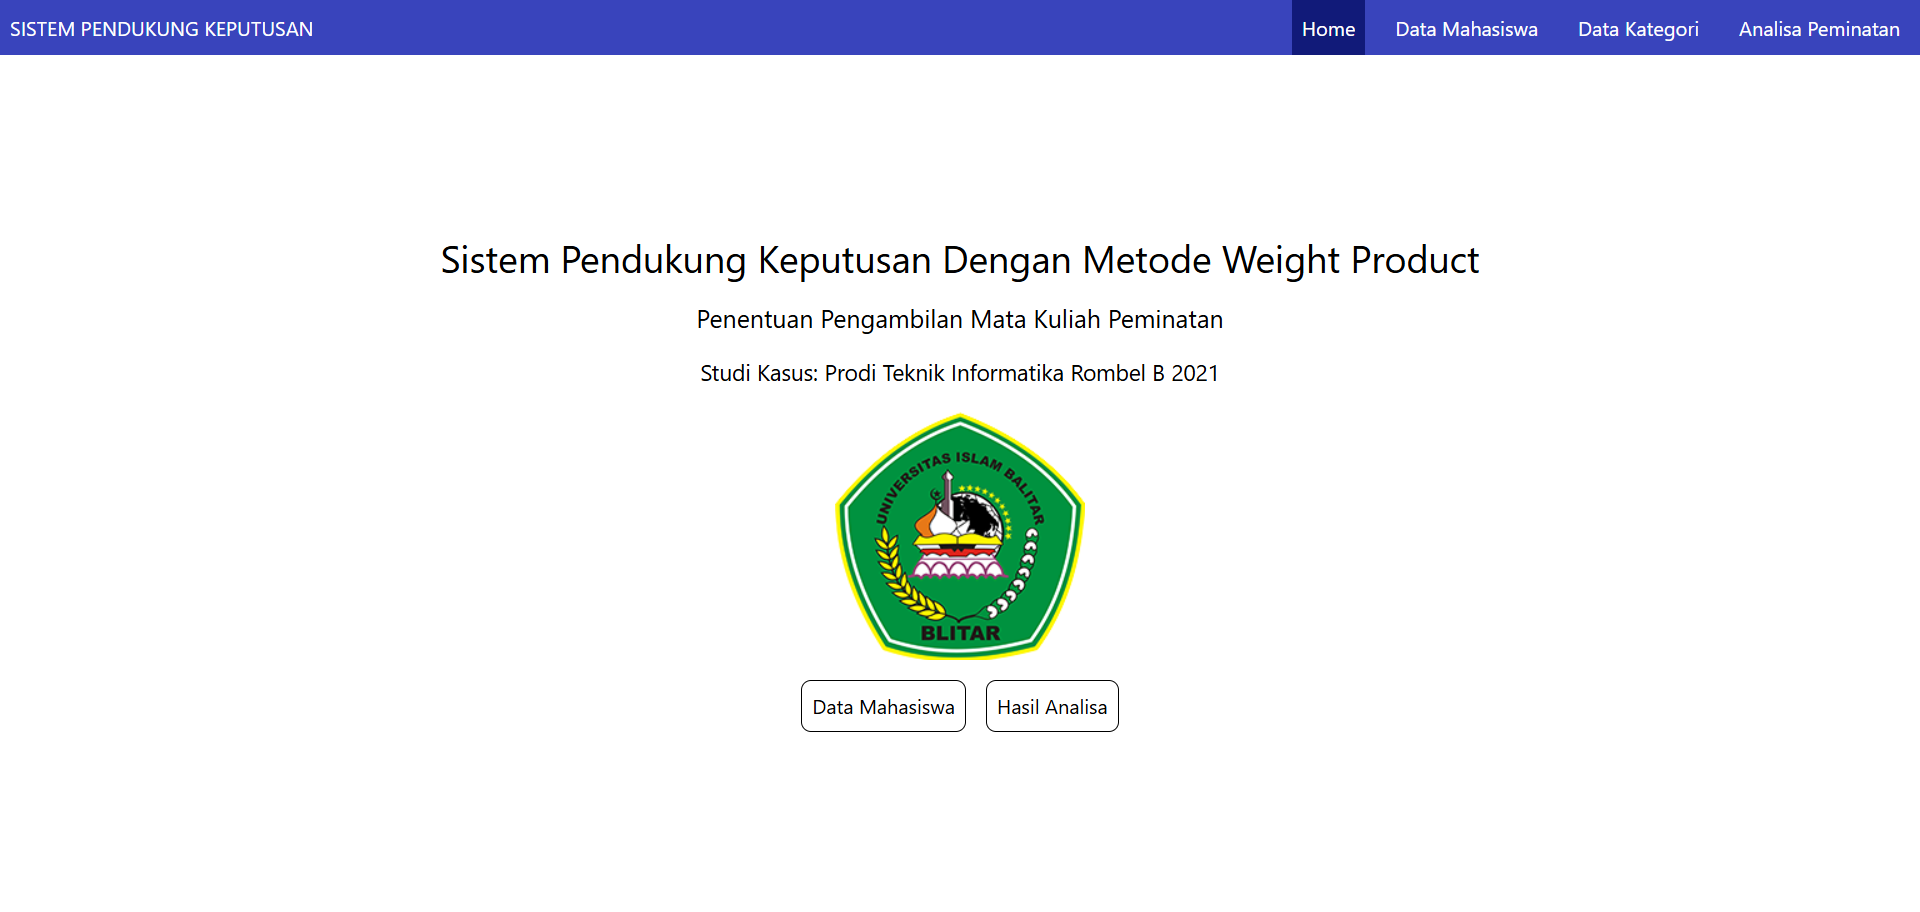 SISTEM PENDUKUNG KEPUTUSAN
Home
Data Mahasiswa
Data Kategori
Analisa Peminatan
Sistem Pendukung Keputusan Dengan Metode Weight Product
Penentuan Pengambilan Mata Kuliah Peminatan
Studi Kasus: Prodi Teknik Informatika Rombel B 2021
UNIVERSITAS ISLAM BALITAR
BLITAR
Data Mahasiswa
Hasil Analisa